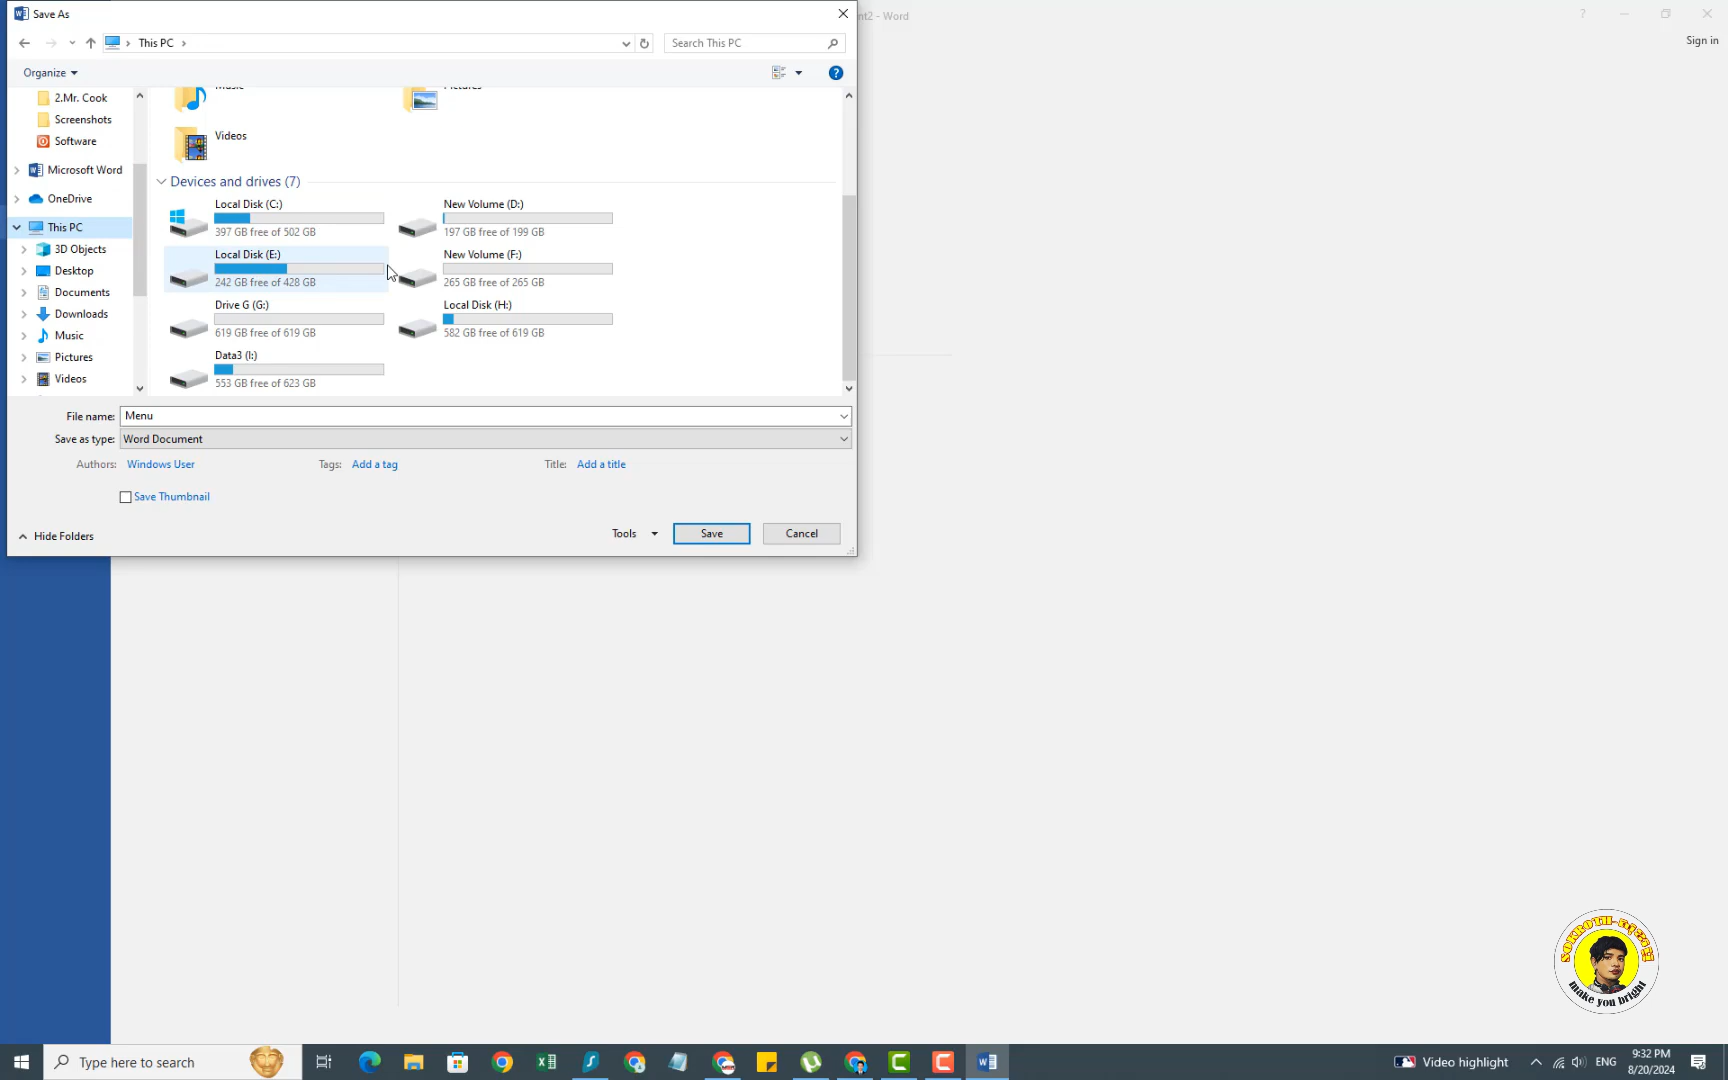 Save As
nt2 - Word
Sign in
This PC
Search This PC
Organize
2.Mr. Cook
Screenshots
Software
Microsoft Word
OneDrive
This PC
3D Objects
Desktop
Documents
Downloads
Music
Pictures
Videos
Music
Pictures
Videos
Devices and drives (7)
Local Disk (C:)
397 GB free of 502 GB
New Volume (D:)
197 GB free of 199 GB
Local Disk (E:)
242 GB free of 428 GB
New Volume (F:)
265 GB free of 265 GB
Drive G (G:)
619 GB free of 619 GB
Local Disk (H:)
582 GB free of 619 GB
Data3 (I:)
553 GB free of 623 GB
File name: Menu
Save as type: Word Document
Authors: Windows User
Tags: Add a tag
Title: Add a title
Save Thumbnail
Hide Folders
Tools
Save
Cancel
make you bright
Type here to search
Video highlight
ENG
9:32 PM
8/20/2024